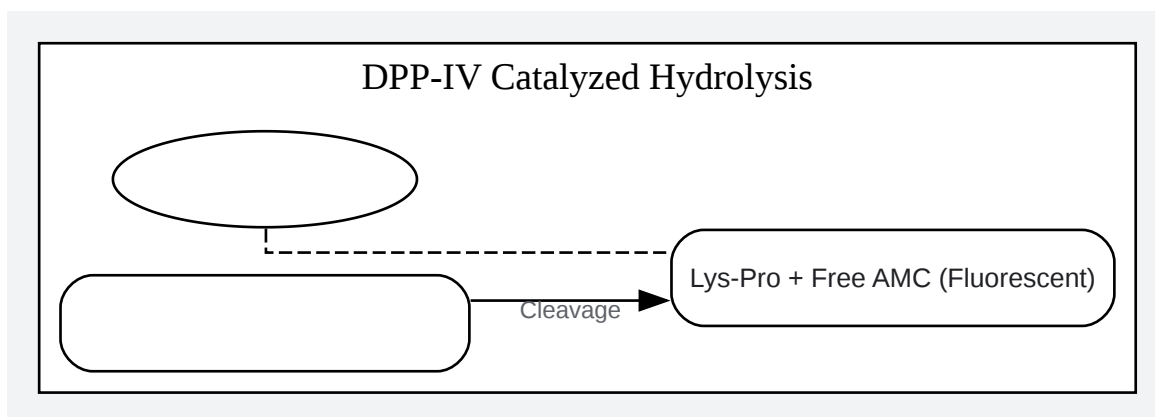 DPP-IV Catalyzed Hydrolysis
Lys-Pro + Free AMC (Fluorescent)
Cleavage